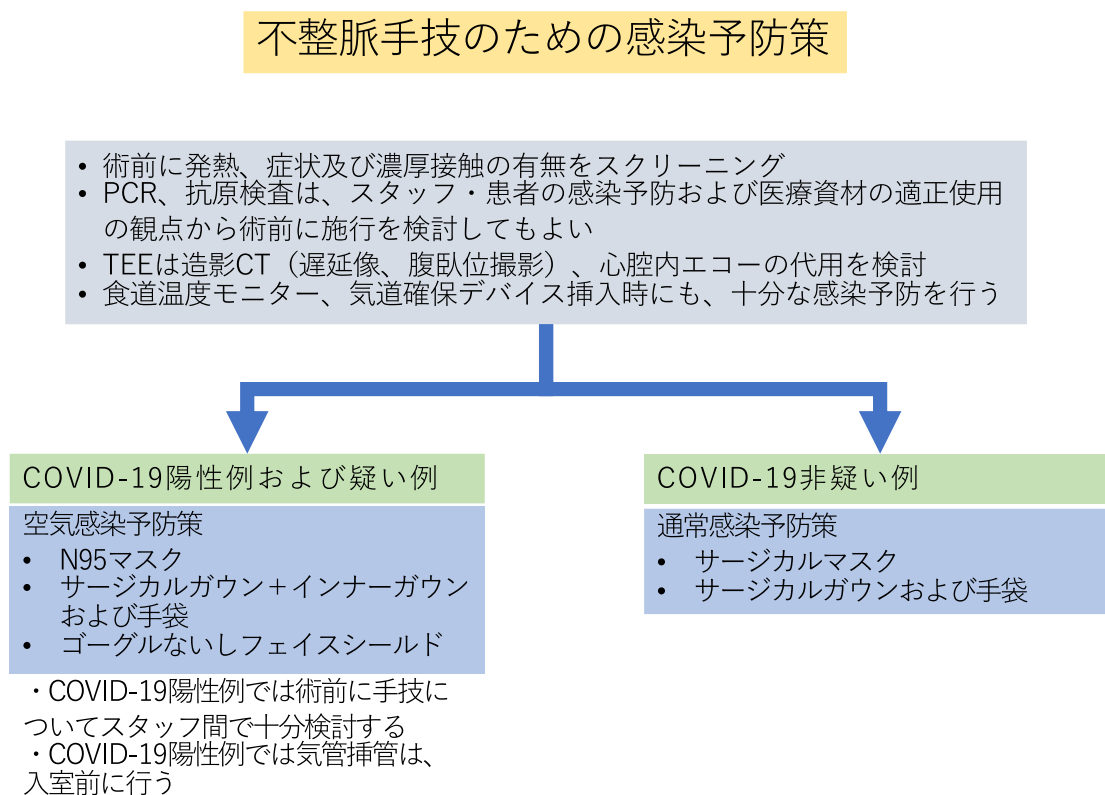 不整脈手技のための感染予防策
• 術前に発熱、症状及び濃厚接触の有無をスクリーニング
• PCR、抗原検査は、スタッフ・患者の感染予防および医療資材の適正使用
の観点から術前に施行を検討してもよい
• TEEは造影CT（遅延像、腹臥位撮影）、心腔内エコーの代用を検討
• 食道温度モニター、気道確保デバイス挿入時にも、十分な感染予防を行う
COVID-19陽性例および疑い例
空気感染予防策
• N95マスク
• サージカルガウン＋インナーガウン
および手袋
• ゴーグルないしフェイスシールド
・COVID-19陽性例では術前に手技に
ついてスタッフ間で十分検討する
・COVID-19陽性例では気管挿管は、
入室前に行う
COVID-19非疑い例
通常感染予防策
• サージカルマスク
• サージカルガウンおよび手袋